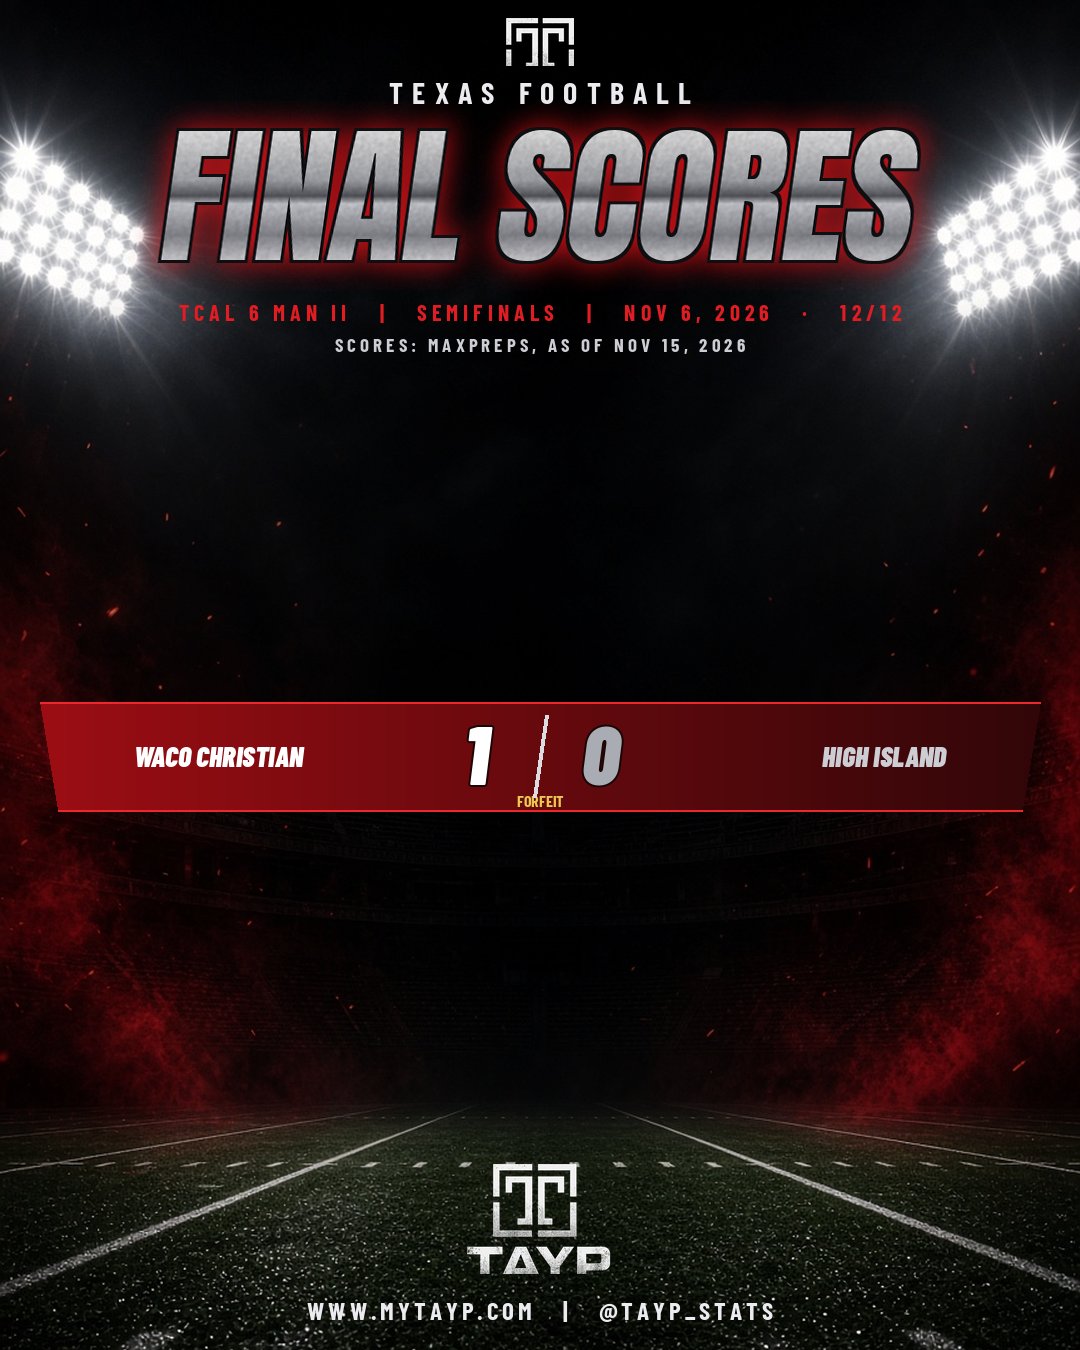 TEXAS FOOTBALL
FINAL SCORES
TCAL 6 MAN II | SEMIFINALS | NOV 6, 2026 · 12/12
SCORES: MAXPREPS, AS OF NOV 15, 2026
WACO CHRISTIAN 1 / 0 HIGH ISLAND
FORFEIT
TAYP
WWW.MYTAYP.COM | @TAYP_STATS